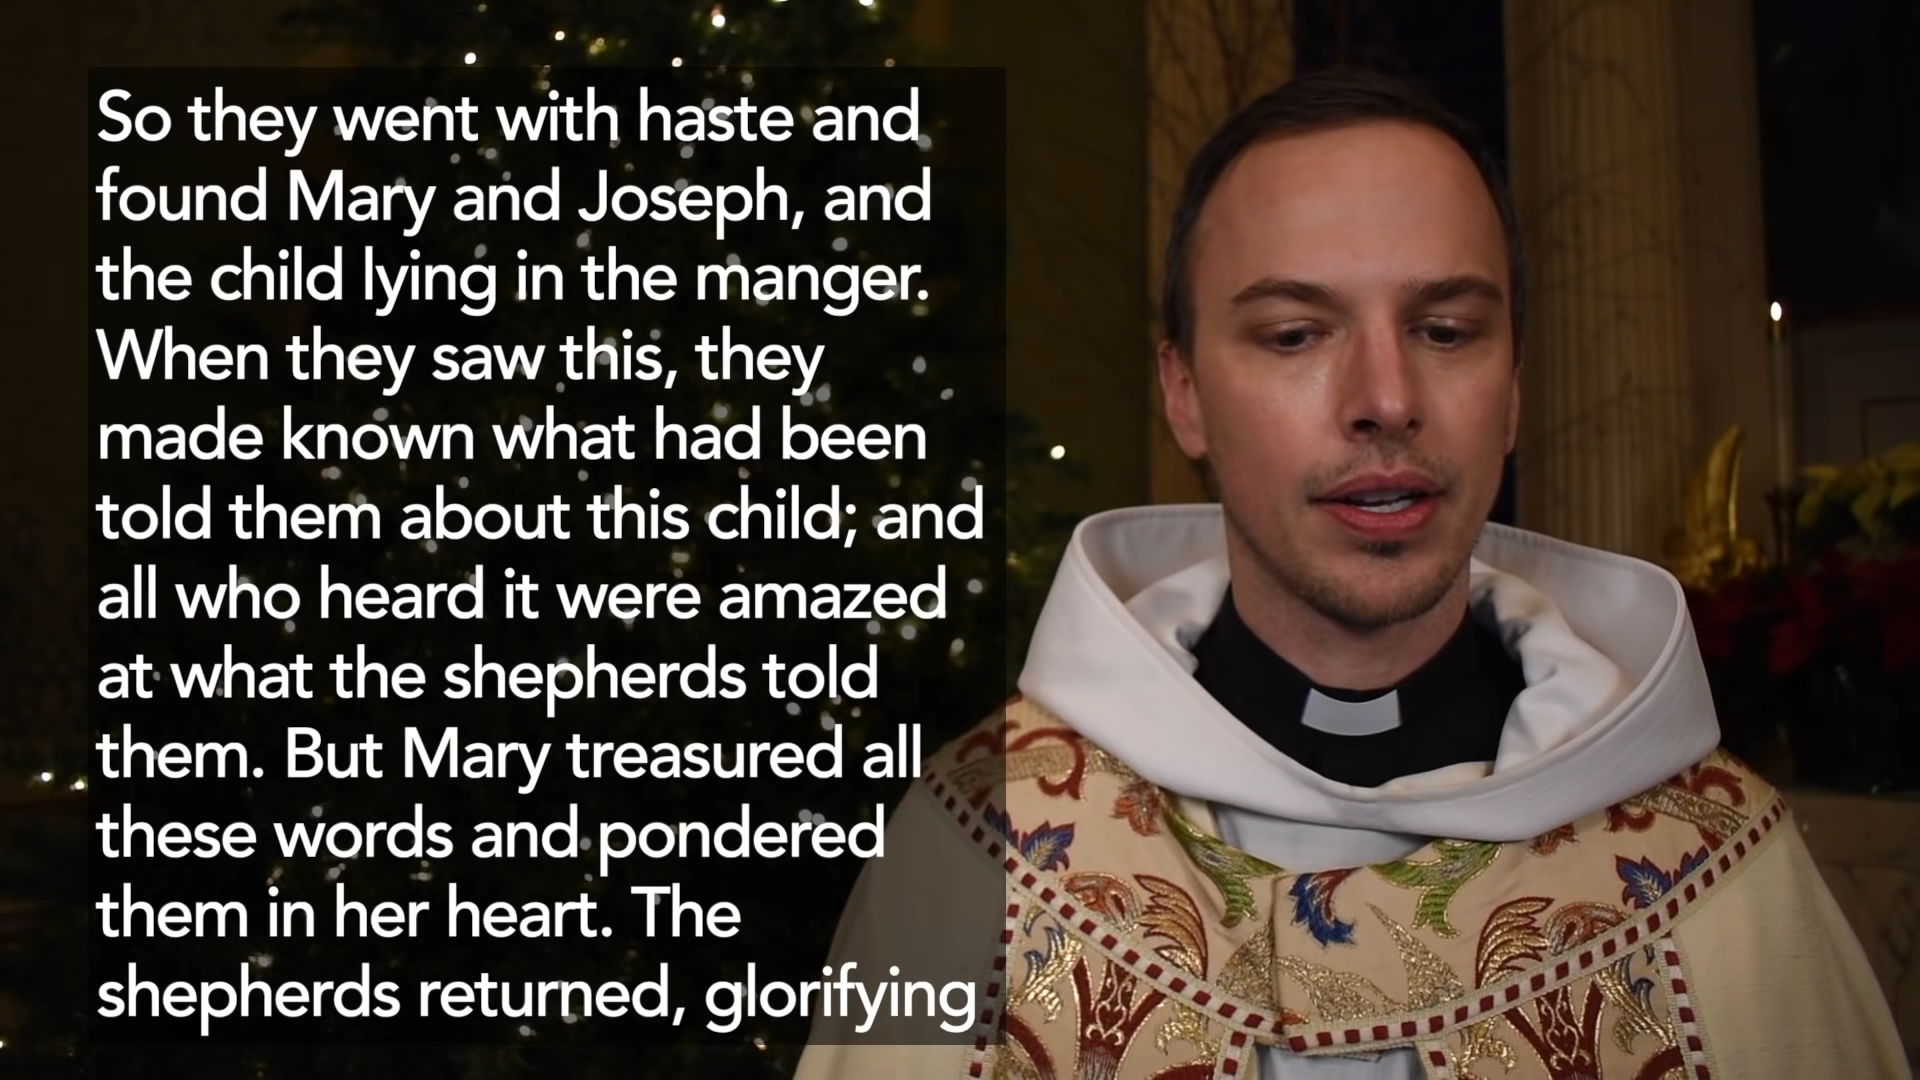 So they went with haste and
found Mary and Joseph, and
the child lying in the manger.
When they saw this, they
made known what had been
told them about this child; and
all who heard it were amazed
at what the shepherds told
them. But Mary treasured all
these words and pondered
them in her heart. The
shepherds returned, glorifying